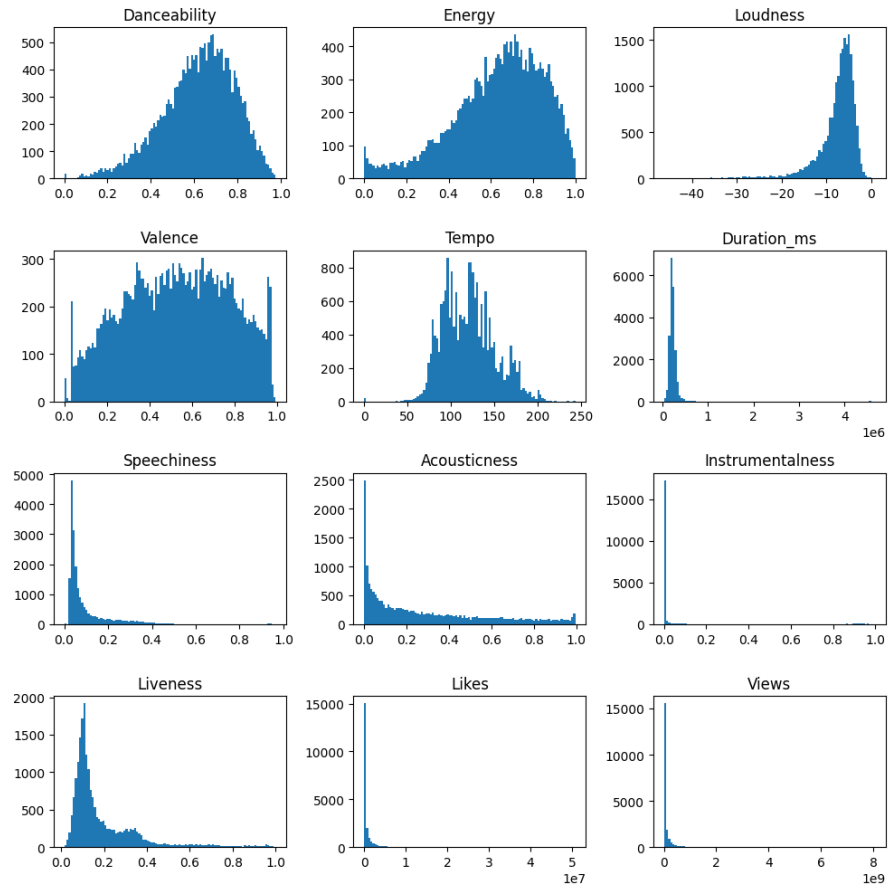 Danceability
500
400
300
200
100
0
0.0 0.2 0.4 0.6 0.8 1.0
Energy
400
300
200
100
0
0.0 0.2 0.4 0.6 0.8 1.0
Loudness
1500
1000
500
0
−40 −30 −20 −10 0
Valence
300
200
100
0
0.0 0.2 0.4 0.6 0.8 1.0
Tempo
800
600
400
200
0
0 50 100 150 200 250
Duration_ms
6000
4000
2000
0
0 1 2 3 4
1e6
Speechiness
5000
4000
3000
2000
1000
0
0.0 0.2 0.4 0.6 0.8 1.0
Acousticness
2500
2000
1500
1000
500
0
0.0 0.2 0.4 0.6 0.8 1.0
Instrumentalness
15000
10000
5000
0
0.0 0.2 0.4 0.6 0.8 1.0
Liveness
2000
1500
1000
500
0
0.0 0.2 0.4 0.6 0.8 1.0
Likes
15000
10000
5000
0
0 1 2 3 4 5
1e7
Views
15000
10000
5000
0
0 2 4 6 8
1e9